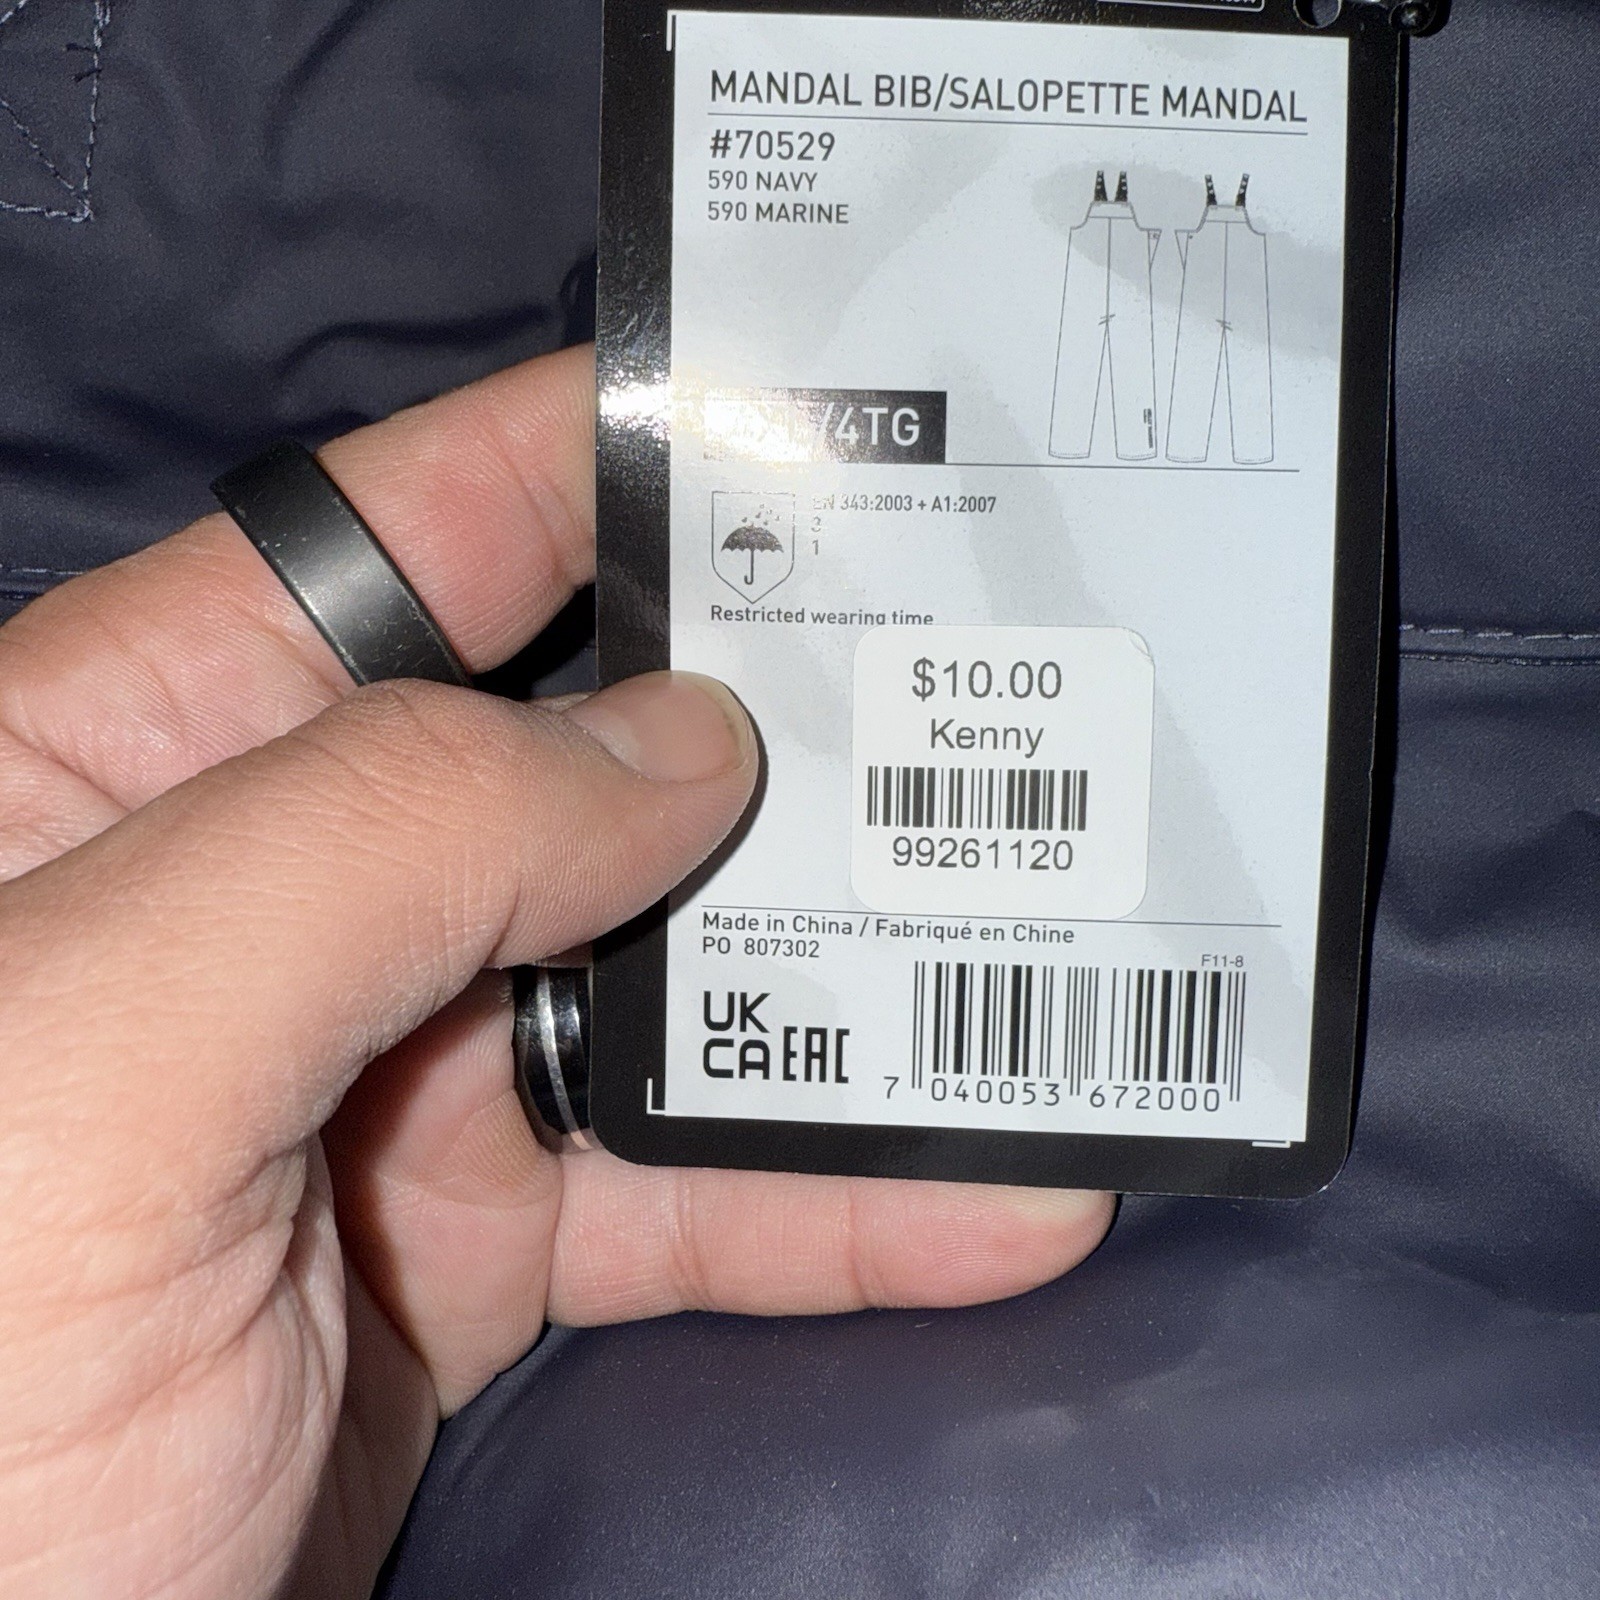 MANDAL BIB/SALOPETTE MANDAL
#70529
590 NAVY
590 MARINE
/4TG
EN 343:2003 + A1:2007
3
1
Restricted wearing time
$10.00
Kenny
99261120
Made in China / Fabriqué en Chine
PO 807302
F11-8
UK
CA EAC
7 040053 672000